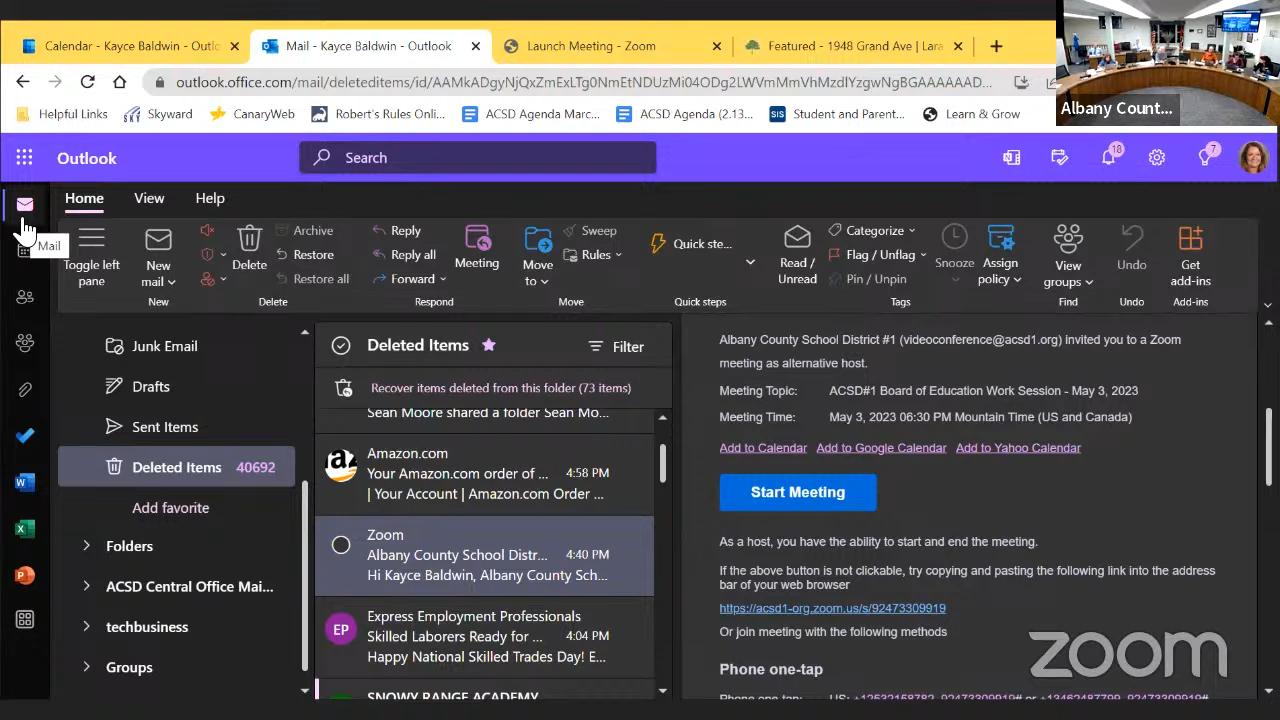 Calendar - Kayce Baldwin - Outlo
Mail - Kayce Baldwin - Outlook
Launch Meeting - Zoom
Featured - 1948 Grand Ave | Lara
outlook.office.com/mail/deleteditems/id/
Helpful Links
Skyward
CanaryWeb
Robert's Rules Onl...
ACSD Agenda Marc...
ACSD Agenda (2.13...
SIS
Student and Parent...
Learn & Grow
Albany Count...
Outlook
Search
18
7
Home
View
Help
Mail
Toggle left pane
New mail
New
Delete
Archive
Restore
Restore all
Delete
Reply
Reply all
Forward
Respond
Meeting
Move to
Sweep
Rules
Move
Quick ste...
Quick steps
Read / Unread
Categorize
Flag / Unflag
Pin / Unpin
Tags
Snooze
Assign policy
View groups
Find
Undo
Undo
Get add-ins
Add-ins
Junk Email
Drafts
Sent Items
Deleted Items 40692
Add favorite
Folders
ACSD Central Office Mai...
techbusiness
Groups
Deleted Items
Filter
Recover items deleted from this folder (73 items)
Sean Moore shared a folder Sean Mo...
Amazon.com
Your Amazon.com order of ... 4:58 PM
| Your Account | Amazon.com Order ...
Zoom
Albany County School Distr... 4:40 PM
Hi Kayce Baldwin, Albany County Sch...
EP
Express Employment Professionals
Skilled Laborers Ready for ... 4:04 PM
Happy National Skilled Trades Day! E...
SNOWY RANGE ACADEMY
Albany County School District #1 (videoconference@acsd1.org) invited you to a Zoom
meeting as alternative host.
Meeting Topic: ACSD#1 Board of Education Work Session - May 3, 2023
Meeting Time: May 3, 2023 06:30 PM Mountain Time (US and Canada)
Add to Calendar Add to Google Calendar Add to Yahoo Calendar
Start Meeting
As a host, you have the ability to start and end the meeting.
If the above button is not clickable, try copying and pasting the following link into the address
bar of your web browser
https://acsd1-org.zoom.us/s/92473309919
Or join meeting with the following methods
Phone one-tap
Phone one-tap: US: +12532158782,,92473309919# or +13462487799,,92473309919#
zoom